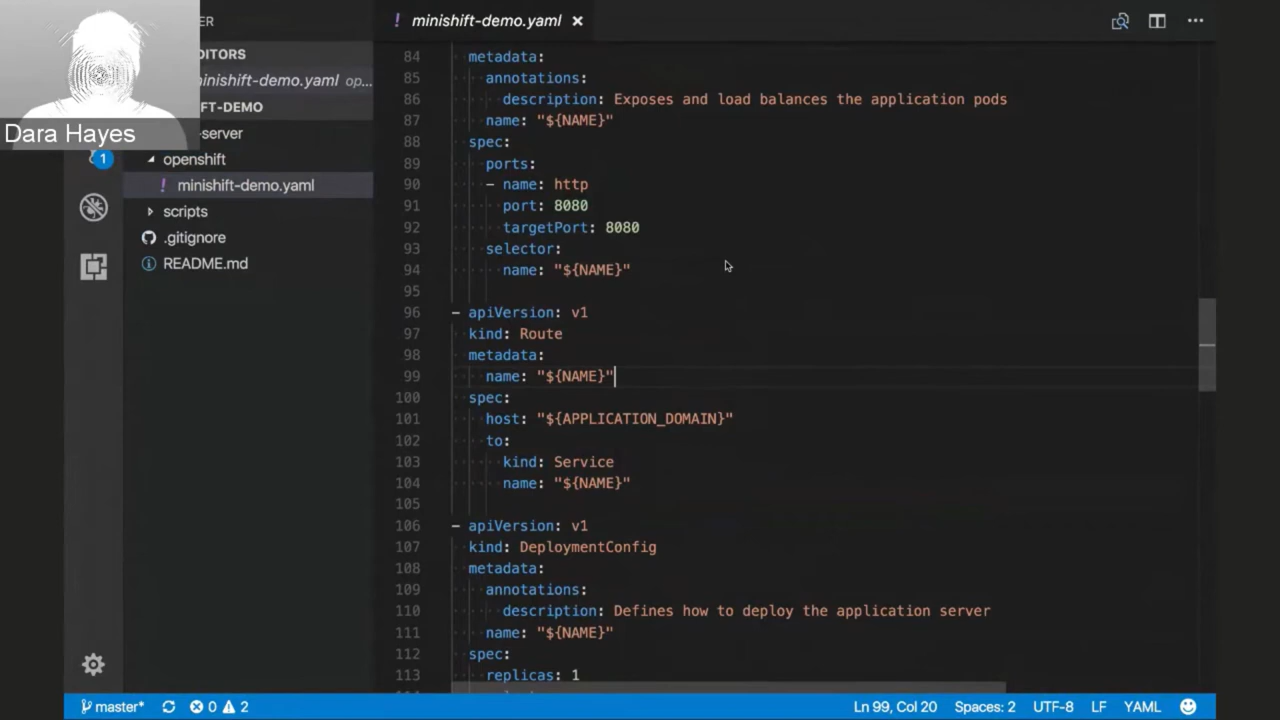 ER
minishift-demo.yaml
EDITORS
minishift-demo.yaml op...
FT-DEMO
-server
openshift
minishift-demo.yaml
scripts
.gitignore
README.md
Dara Hayes
1
84 metadata:
85 annotations:
86 description: Exposes and load balances the application pods
87 name: "${NAME}"
88 spec:
89 ports:
90 - name: http
91 port: 8080
92 targetPort: 8080
93 selector:
94 name: "${NAME}"
95
96 - apiVersion: v1
97 kind: Route
98 metadata:
99 name: "${NAME}"
100 spec:
101 host: "${APPLICATION_DOMAIN}"
102 to:
103 kind: Service
104 name: "${NAME}"
105
106 - apiVersion: v1
107 kind: DeploymentConfig
108 metadata:
109 annotations:
110 description: Defines how to deploy the application server
111 name: "${NAME}"
112 spec:
113 replicas: 1
master* 0 2 Ln 99, Col 20 Spaces: 2 UTF-8 LF YAML